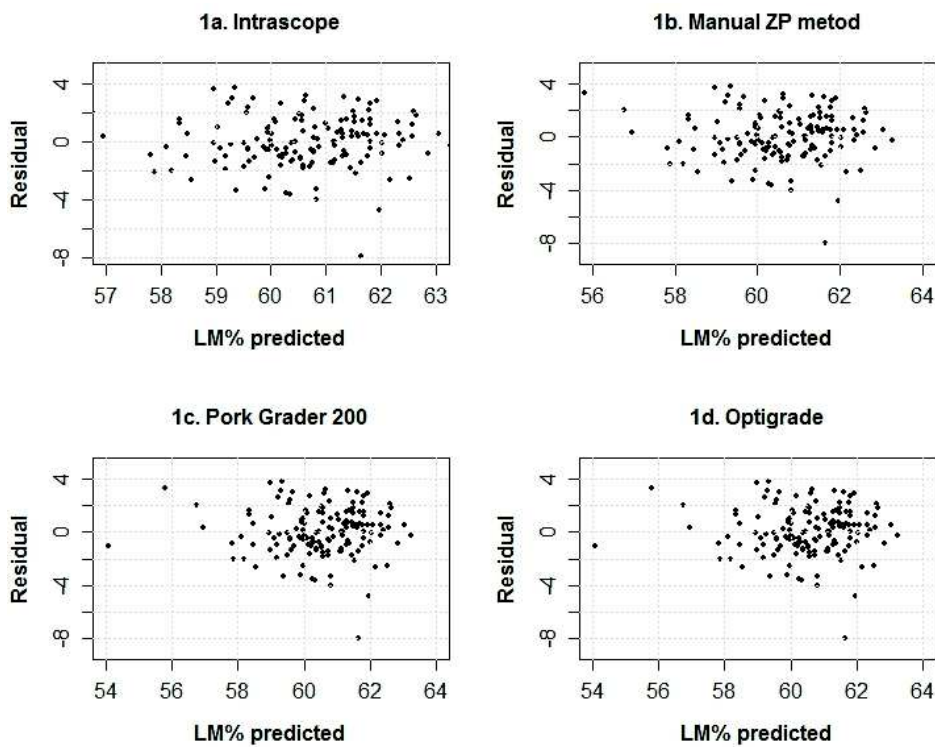 1a. Intrascope
1b. Manual ZP metod
Residual
4
0
-4
-8
57 58 59 60 61 62 63
LM% predicted
Residual
4
0
-4
-8
56 58 60 62 64
LM% predicted
1c. Pork Grader 200
1d. Optigrade
Residual
4
0
-4
-8
54 56 58 60 62 64
LM% predicted
Residual
4
0
-4
-8
54 56 58 60 62 64
LM% predicted